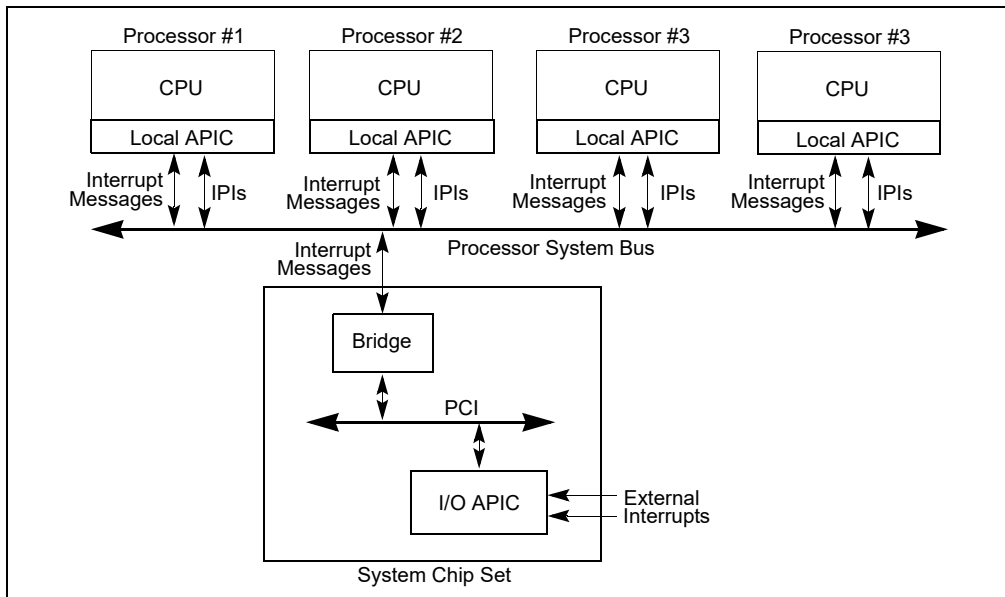 Processor #1
Processor #2
Processor #3
Processor #3
CPU
CPU
CPU
CPU
Local APIC
Local APIC
Local APIC
Local APIC
Interrupt
Messages
IPIs
Interrupt
Messages
IPIs
Interrupt
Messages
IPIs
Interrupt
Messages
IPIs
Processor System Bus
Interrupt
Messages
Bridge
PCI
I/O APIC
External
Interrupts
System Chip Set